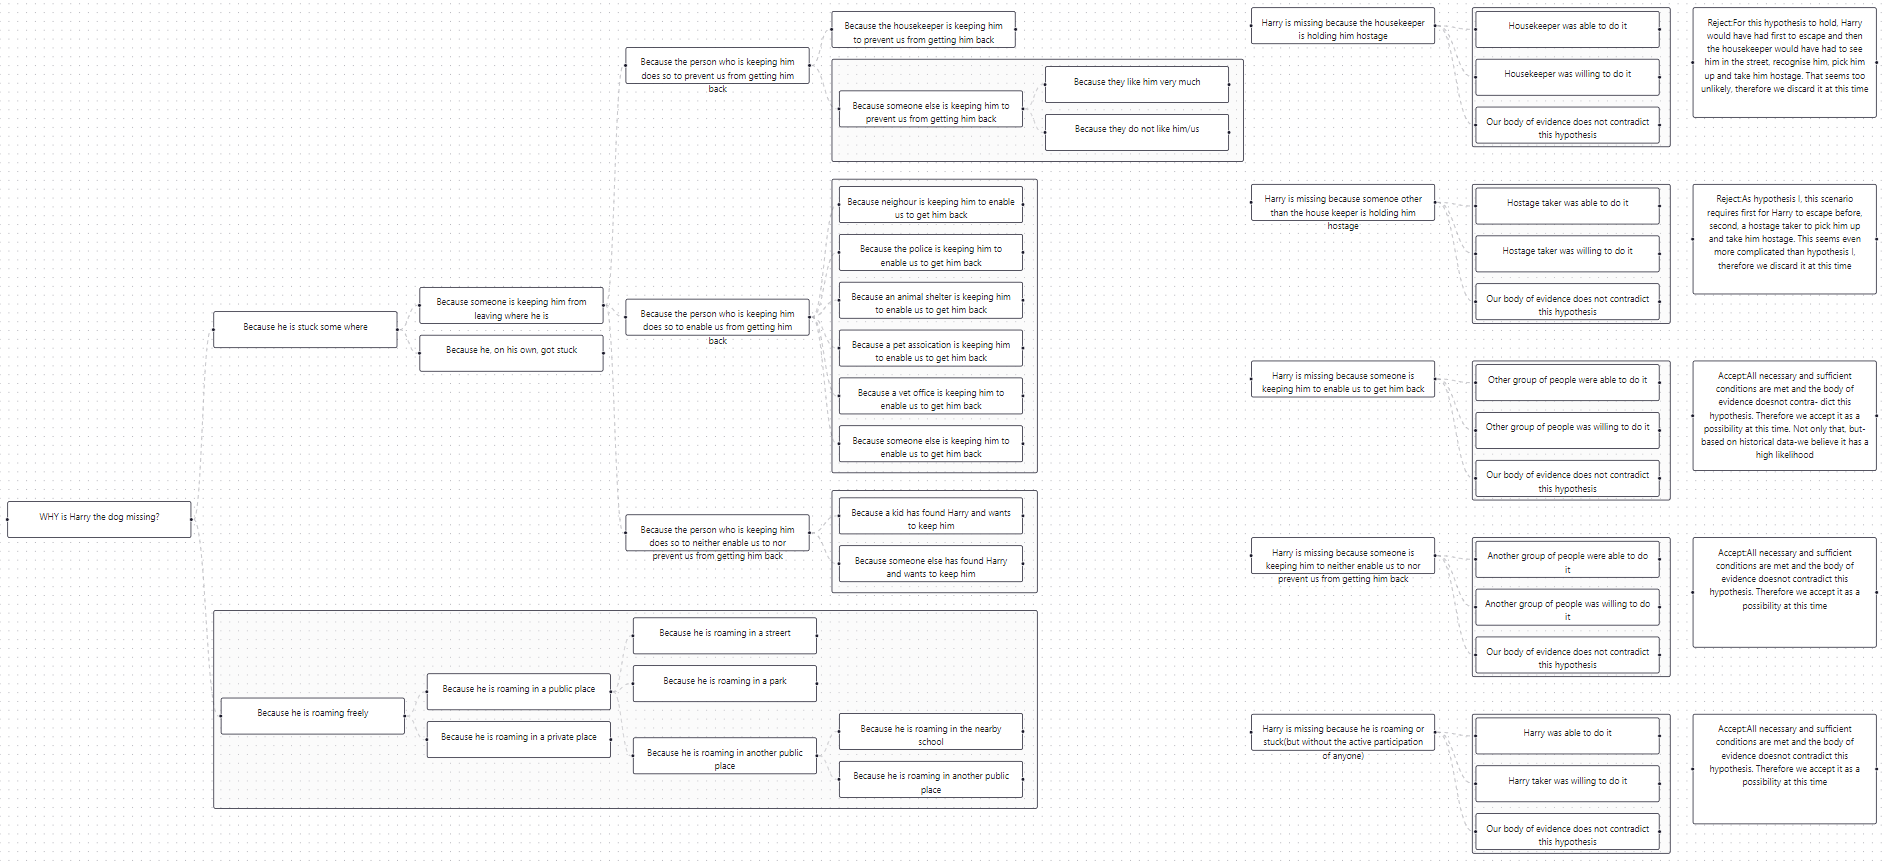 WHY is Harry the dog missing?
Because he is stuck some where
Because someone is keeping him from
leaving where he is
Because he, on his own, got stuck
Because the person who is keeping him
does so to prevent us from getting him
back
Because the housekeeper is keeping him
to prevent us from getting him back
Because someone else is keeping him to
prevent us from getting him back
Because they like him very much
Because they do not like him/us
Because the person who is keeping him
does so to enable us from getting him
back
Because neighour is keeping him to enable
us to get him back
Because the police is keeping him to
enable us to get him back
Because an animal shelter is keeping him
to enable us to get him back
Because a pet assoication is keeping him
to enable us to get him back
Because a vet office is keeping him to
enable us to get him back
Because someone else is keeping him to
enable us to get him back
Because the person who is keeping him
does so to neither enable us to nor
prevent us from getting him back
Because a kid has found Harry and wants
to keep him
Because someone else has found Harry
and wants to keep him
Because he is roaming freely
Because he is roaming in a public place
Because he is roaming in a private place
Because he is roaming in a streert
Because he is roaming in a park
Because he is roaming in another public
place
Because he is roaming in the nearby
school
Because he is roaming in another public
place
Harry is missing because the housekeeper
is holding him hostage
Housekeeper was able to do it
Housekeeper was willing to do it
Our body of evidence does not contradict
this hypothesis
Reject:For this hypothesis to hold, Harry
would have had first to escape and then
the housekeeper would have had to see
him in the street, recognise him, pick him
up and take him hostage. That seems too
unlikely, therefore we discard it at this time
Harry is missing because somenoe other
than the house keeper is holding him
hostage
Hostage taker was able to do it
Hostage taker was willing to do it
Our body of evidence does not contradict
this hypothesis
Reject:As hypothesis I, this scenario
requires first for Harry to escape before,
second, a hostage taker to pick him up
and take him hostage. This seems even
more complicated than hypothesis I,
therefore we discard it at this time
Harry is missing because someone is
keeping him to enable us to get him back
Other group of people were able to do it
Other group of people was willing to do it
Our body of evidence does not contradict
this hypothesis
Accept:All necessary and sufficient
conditions are met and the body of
evidence doesnot contra- dict this
hypothesis. Therefore we accept it as a
possibility at this time. Not only that, but-
based on historical data-we believe it has a
high likelihood
Harry is missing because someone is
keeping him to neither enable us to nor
prevent us from getting him back
Another group of people were able to do
it
Another group of people was willing to do
it
Our body of evidence does not contradict
this hypothesis
Accept:All necessary and sufficient
conditions are met and the body of
evidence doesnot contradict this
hypothesis. Therefore we accept it as a
possibility at this time
Harry is missing because he is roaming or
stuck(but without the active participation
of anyone)
Harry was able to do it
Harry taker was willing to do it
Our body of evidence does not contradict
this hypothesis
Accept:All necessary and sufficient
conditions are met and the body of
evidence doesnot contradict this
hypothesis. Therefore we accept it as a
possibility at this time